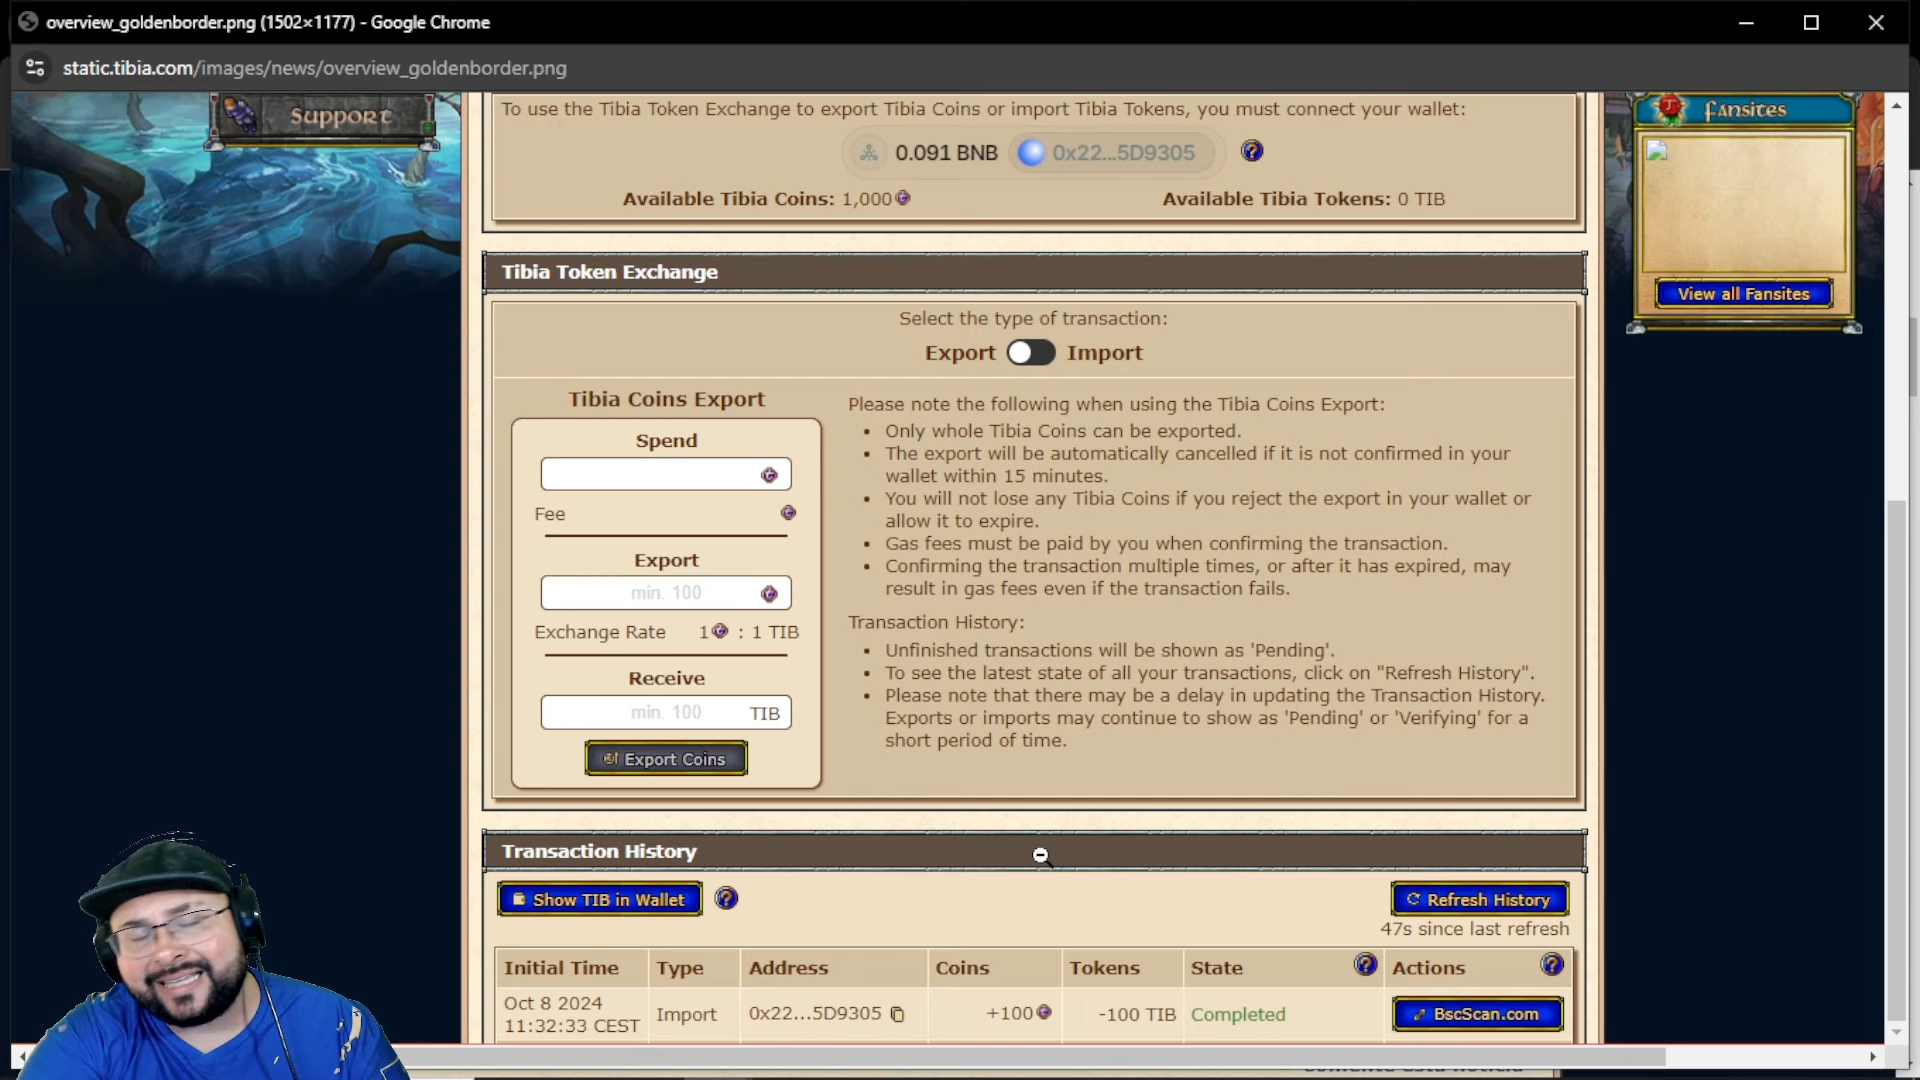 overview_goldenborder.png (1502×1177) - Google Chrome
static.tibia.com/images/news/overview_goldenborder.png
Support
To use the Tibia Token Exchange to export Tibia Coins or import Tibia Tokens, you must connect your wallet:
0.091 BNB 0x22...5D9305
Available Tibia Coins: 1,000
Available Tibia Tokens: 0 TIB
Fansites
View all Fansites
Tibia Token Exchange
Select the type of transaction:
Export Import
Tibia Coins Export
Spend
Fee
Export
min. 100
Exchange Rate 1 : 1 TIB
Receive
min. 100 TIB
Export Coins
Please note the following when using the Tibia Coins Export:
• Only whole Tibia Coins can be exported.
• The export will be automatically cancelled if it is not confirmed in your
wallet within 15 minutes.
• You will not lose any Tibia Coins if you reject the export in your wallet or
allow it to expire.
• Gas fees must be paid by you when confirming the transaction.
• Confirming the transaction multiple times, or after it has expired, may
result in gas fees even if the transaction fails.
Transaction History:
• Unfinished transactions will be shown as 'Pending'.
• To see the latest state of all your transactions, click on "Refresh History".
• Please note that there may be a delay in updating the Transaction History.
Exports or imports may continue to show as 'Pending' or 'Verifying' for a
short period of time.
Transaction History
Show TIB in Wallet
Refresh History
47s since last refresh
Initial Time Type Address Coins Tokens State Actions
Oct 8 2024
11:32:33 CEST
Import 0x22...5D9305 +100 -100 TIB Completed BscScan.com